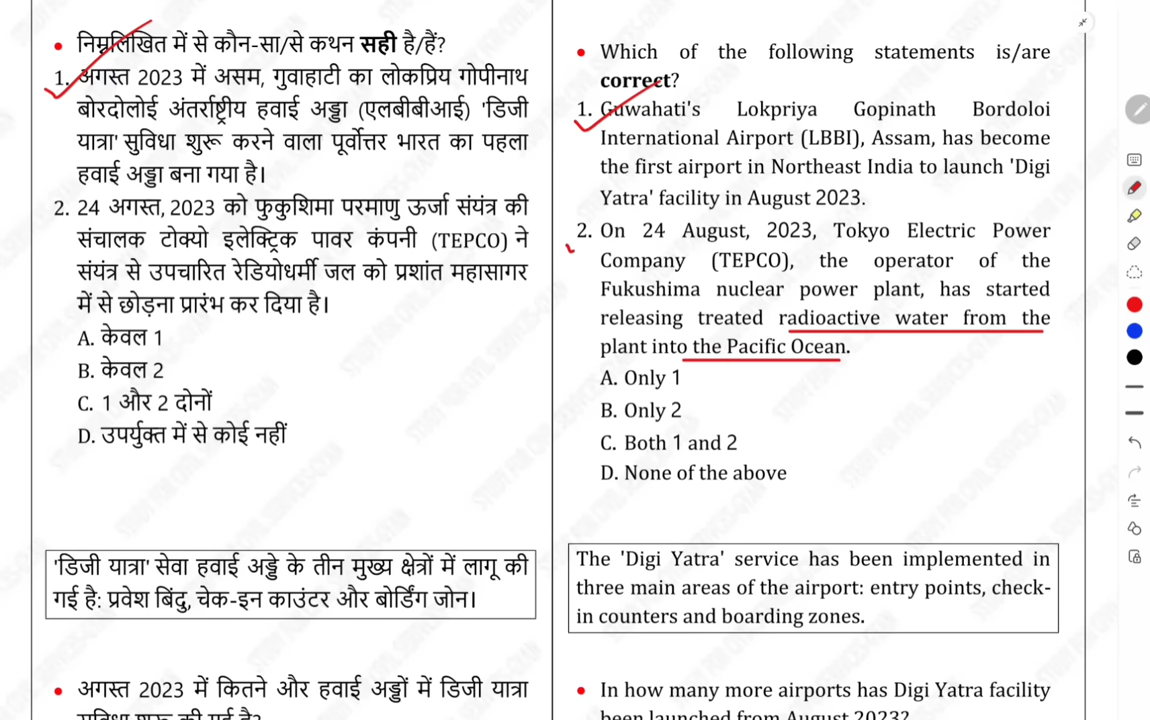 • निम्नलिखित में से कौन-सा/से कथन सही है/हैं?
1. अगस्त 2023 में असम, गुवाहाटी का लोकप्रिय गोपीनाथ
बोरदोलोई अंतर्राष्ट्रीय हवाई अड्डा (एलबीबीआई) 'डिजी
यात्रा' सुविधा शुरू करने वाला पूर्वोत्तर भारत का पहला
हवाई अड्डा बना गया है।
2. 24 अगस्त, 2023 को फुकुशिमा परमाणु ऊर्जा संयंत्र की
संचालक टोक्यो इलेक्ट्रिक पावर कंपनी (TEPCO) ने
संयंत्र से उपचारित रेडियोधर्मी जल को प्रशांत महासागर
में से छोड़ना प्रारंभ कर दिया है।
A. केवल 1
B. केवल 2
C. 1 और 2 दोनों
D. उपर्युक्त में से कोई नहीं
'डिजी यात्रा' सेवा हवाई अड्डे के तीन मुख्य क्षेत्रों में लागू की
गई है: प्रवेश बिंदु, चेक-इन काउंटर और बोर्डिंग जोन।
• अगस्त 2023 में कितने और हवाई अड्डों में डिजी यात्रा
सुविधा शुरू की गई है?
• Which of the following statements is/are
correct?
1. Guwahati's Lokpriya Gopinath Bordoloi
International Airport (LBBI), Assam, has become
the first airport in Northeast India to launch 'Digi
Yatra' facility in August 2023.
2. On 24 August, 2023, Tokyo Electric Power
Company (TEPCO), the operator of the
Fukushima nuclear power plant, has started
releasing treated radioactive water from the
plant into the Pacific Ocean.
A. Only 1
B. Only 2
C. Both 1 and 2
D. None of the above
The 'Digi Yatra' service has been implemented in
three main areas of the airport: entry points, check-
in counters and boarding zones.
• In how many more airports has Digi Yatra facility
been launched from August 2023?